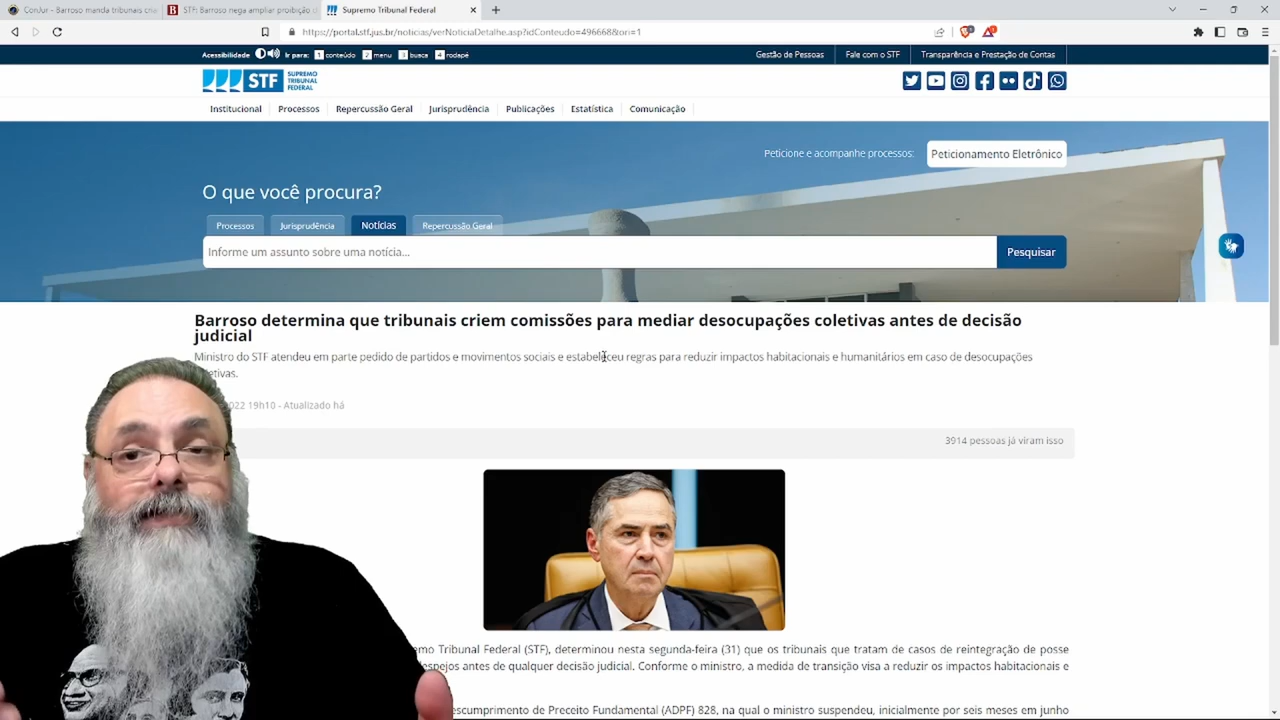 ConJur - Barroso manda tribunais cria
STF: Barroso nega ampliar proibição
Supremo Tribunal Federal
https://portal.stf.jus.br/noticias/verNoticiaDetalhe.asp?idConteudo=496668&ori=1
Acessibilidade Ir para: 1 conteúdo 2 menu 3 busca 4 rodapé
Gestão de Pessoas Fale com o STF Transparência e Prestação de Contas
STF SUPREMO TRIBUNAL FEDERAL
Institucional Processos Repercussão Geral Jurisprudência Publicações Estatística Comunicação
Peticione e acompanhe processos: Peticionamento Eletrônico
O que você procura?
Processos Jurisprudência Notícias Repercussão Geral
Informe um assunto sobre uma notícia... Pesquisar
Barroso determina que tribunais criem comissões para mediar desocupações coletivas antes de decisão
judicial
Ministro do STF atendeu em parte pedido de partidos e movimentos sociais e estabeleceu regras para reduzir impactos habitacionais e humanitários em caso de desocupações
etivas.
022 19h10 - Atualizado há
3914 pessoas já viram isso
emo Tribunal Federal (STF), determinou nesta segunda-feira (31) que os tribunais que tratam de casos de reintegração de posse
espejos antes de qualquer decisão judicial. Conforme o ministro, a medida de transição visa a reduzir os impactos habitacionais e
escumprimento de Preceito Fundamental (ADPF) 828, na qual o ministro suspendeu, inicialmente por seis meses em junho